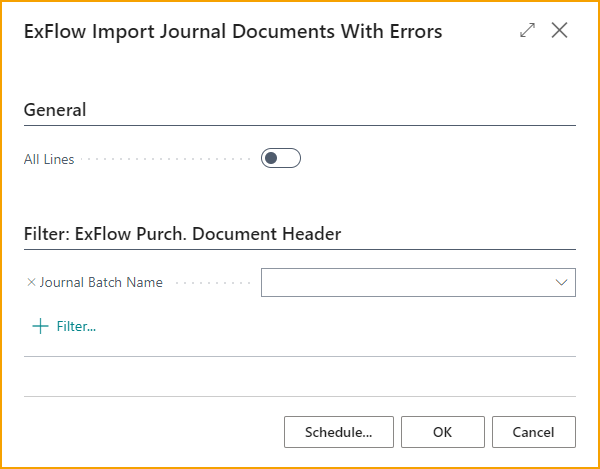 ExFlow Import Journal Documents With Errors
General
All Lines
Filter: ExFlow Purch. Document Header
Journal Batch Name
Filter...
Schedule... OK Cancel